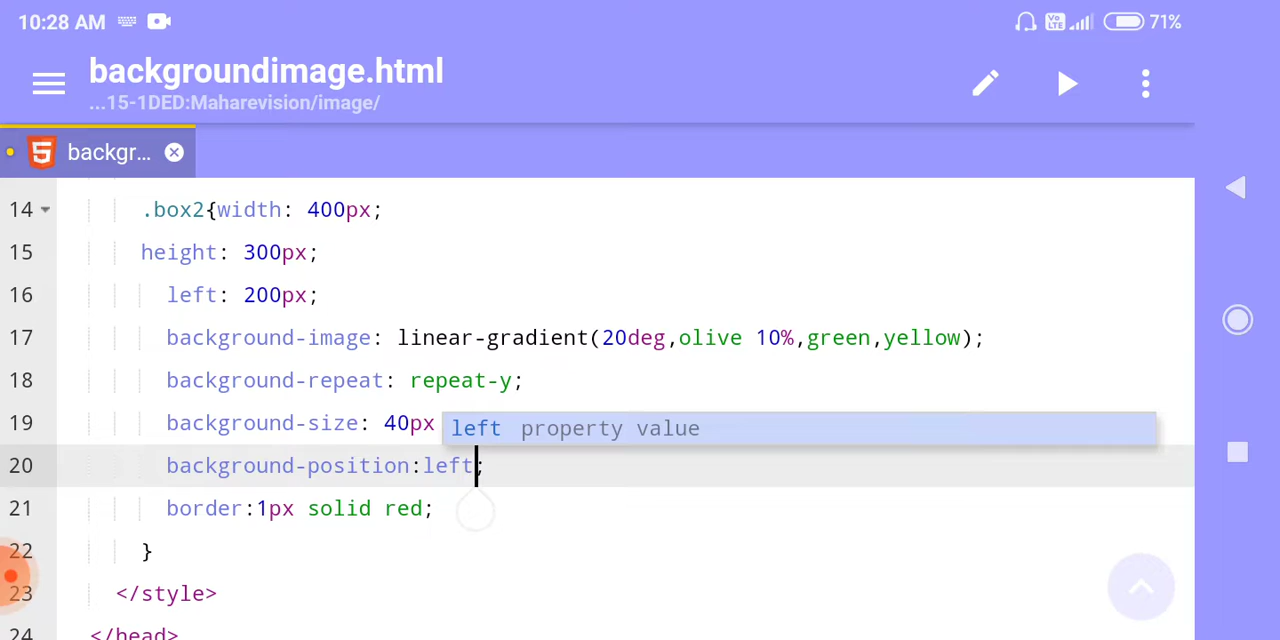 10:28 AM
Vo LTE 71%
backgroundimage.html
...15-1DED:Maharevision/image/
backgr...
14 .box2{width: 400px;
15 height: 300px;
16 left: 200px;
17 background-image: linear-gradient(20deg,olive 10%,green,yellow);
18 background-repeat: repeat-y;
19 background-size: 40px
left property value
20 background-position:left;
21 border:1px solid red;
22 }
23 </style>
24 </head>